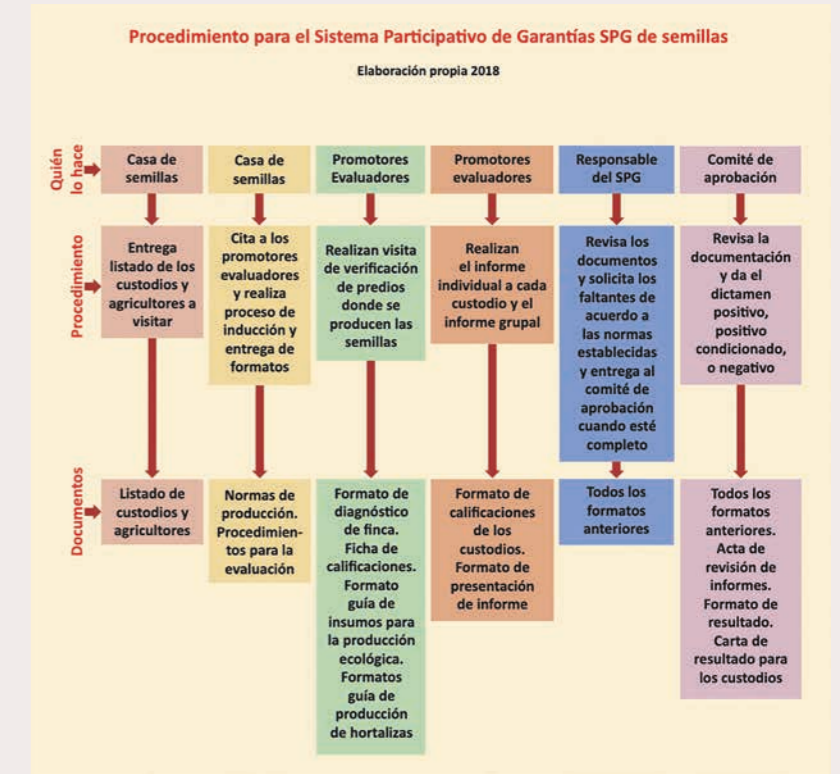 Procedimiento para el Sistema Participativo de Garantías SPG de semillas
Elaboración propia 2018
Quién
lo hace
Casa de
semillas
Casa de
semillas
Promotores
Evaluadores
Promotores
evaluadores
Responsable
del SPG
Comité de
aprobación
Procedimiento
Entrega
listado de los
custodios y
agricultores a
visitar
Cita a los
promotores
evaluadores
y realiza
proceso de
inducción y
entrega de
formatos
Realizan visita
de verificación
de predios
donde se
producen las
semillas
Realizan
el informe
individual a cada
custodio y el
informe grupal
Revisa los
documentos
y solicita los
faltantes de
acuerdo a
las normas
establecidas
y entrega al
comité de
aprobación
cuando esté
completo
Revisa la
documentación
y da el
dictamen
positivo,
positivo
condicionado,
o negativo
Documentos
Listado de
custodios y
agricultores
Normas de
producción.
Procedimien-
tos para la
evaluación
Formato de
diagnóstico
de finca.
Ficha de
calificaciones.
Formato
guía de
insumos para
la producción
ecológica.
Formatos
guía de
producción
de hortalizas
Formato de
calificaciones
de los
custodios.
Formato de
presentación
de informe
Todos los
formatos
anteriores
Todos los
formatos
anteriores.
Acta de
revisión de
informes.
Formato de
resultado.
Carta de
resultado para
los custodios